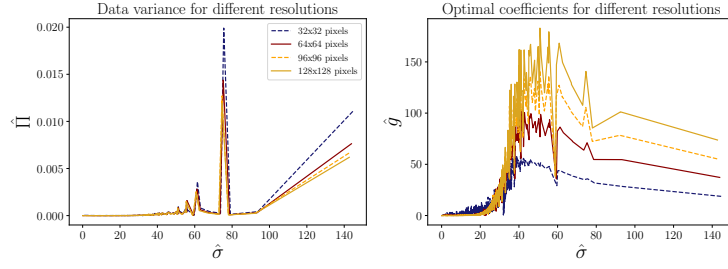 Data variance for different resolutions
0.020
0.015
0.010
0.005
0.000
Π̂
0 20 40 60 80 100 120 140
σ̂
32x32 pixels
64x64 pixels
96x96 pixels
128x128 pixels
Optimal coefficients for different resolutions
150
100
50
0
ĝ
0 20 40 60 80 100 120 140
σ̂